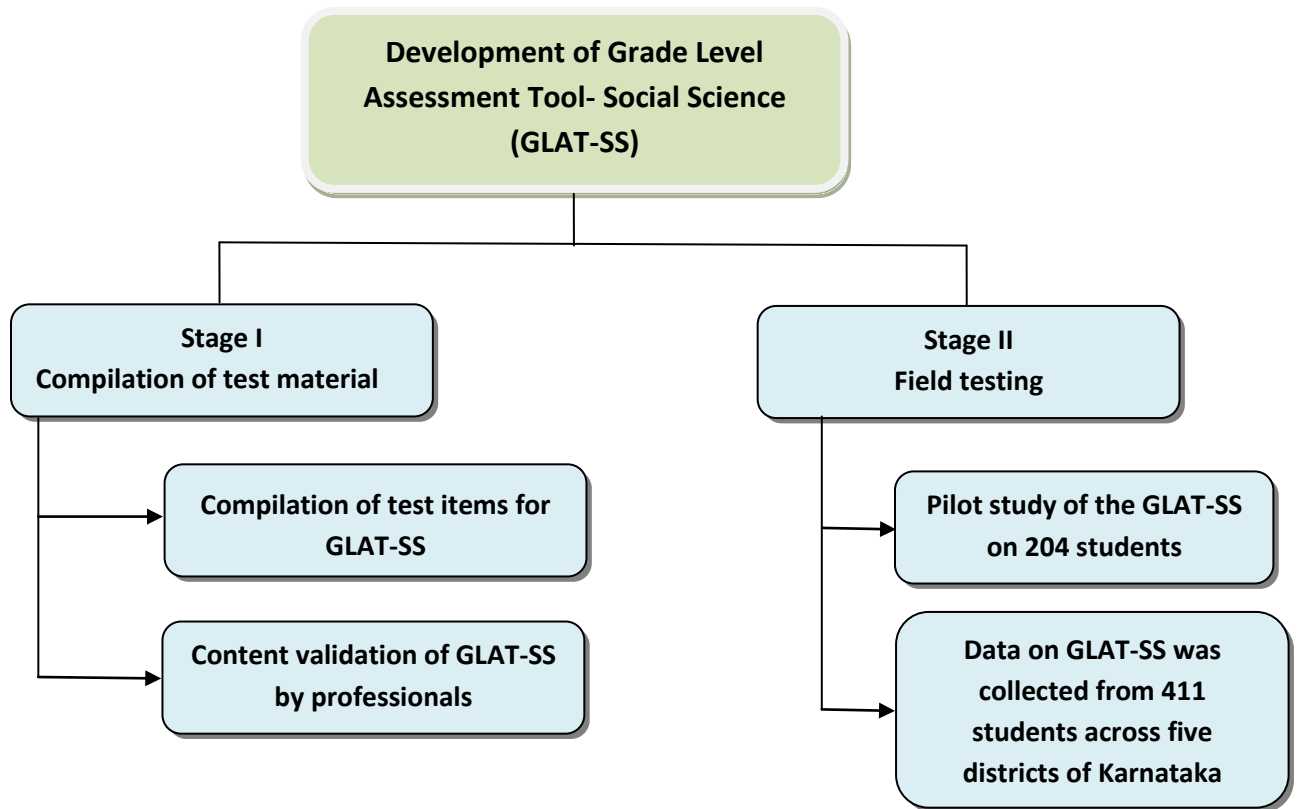 Development of Grade Level
Assessment Tool- Social Science
(GLAT-SS)
Stage I
Compilation of test material
Compilation of test items for
GLAT-SS
Content validation of GLAT-SS
by professionals
Stage II
Field testing
Pilot study of the GLAT-SS
on 204 students
Data on GLAT-SS was
collected from 411
students across five
districts of Karnataka